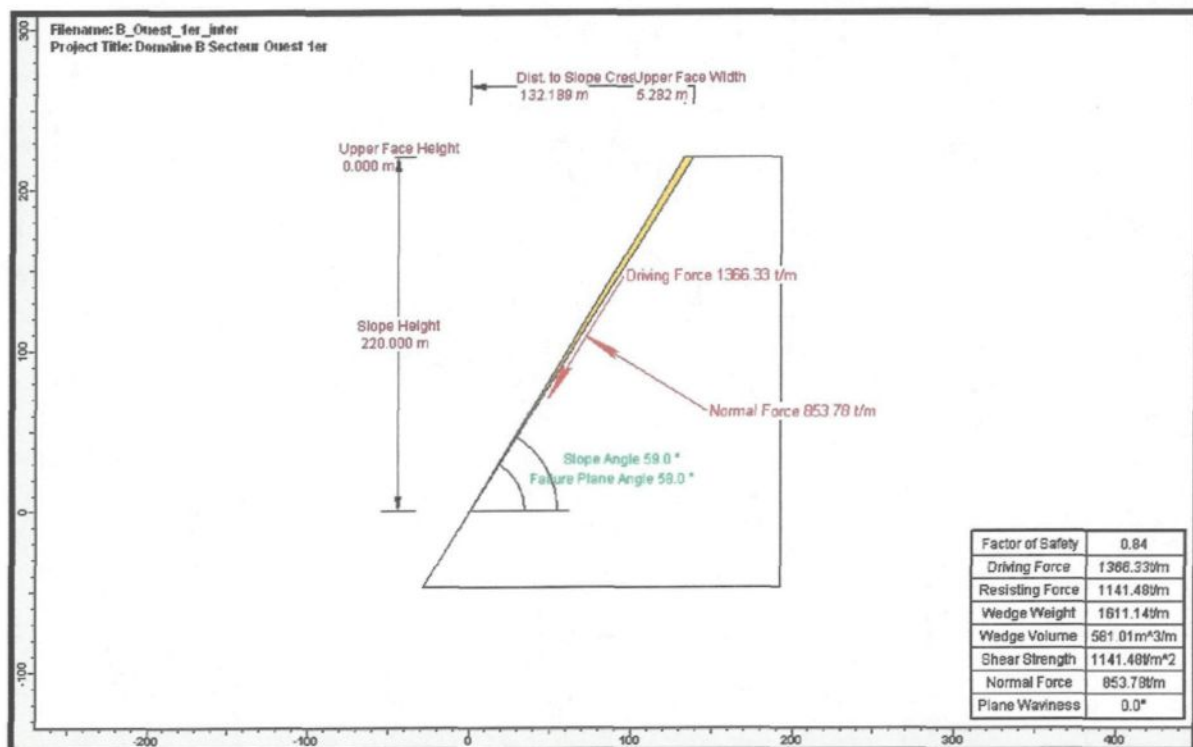 Filename: B_Ouest_1er_inter
Project Title: Domaine B Secteur Ouest 1er
Dist. to Slope Cres Upper Face Width
132.189 m 5.282 m
Upper Face Height
0.000 m
Driving Force 1366.33 t/m
Slope Height
220.000 m
Normal Force 853.78 t/m
Slope Angle 59.0 °
Failure Plane Angle 58.0 °
Factor of Safety 0.84
Driving Force 1366.33t/m
Resisting Force 1141.48t/m
Wedge Weight 1611.14t/m
Wedge Volume 581.01m^3/m
Shear Strength 1141.48t/m^2
Normal Force 853.78t/m
Plane Waviness 0.0°
300
200
100
0
-100
-200 -100 0 100 200 300 400